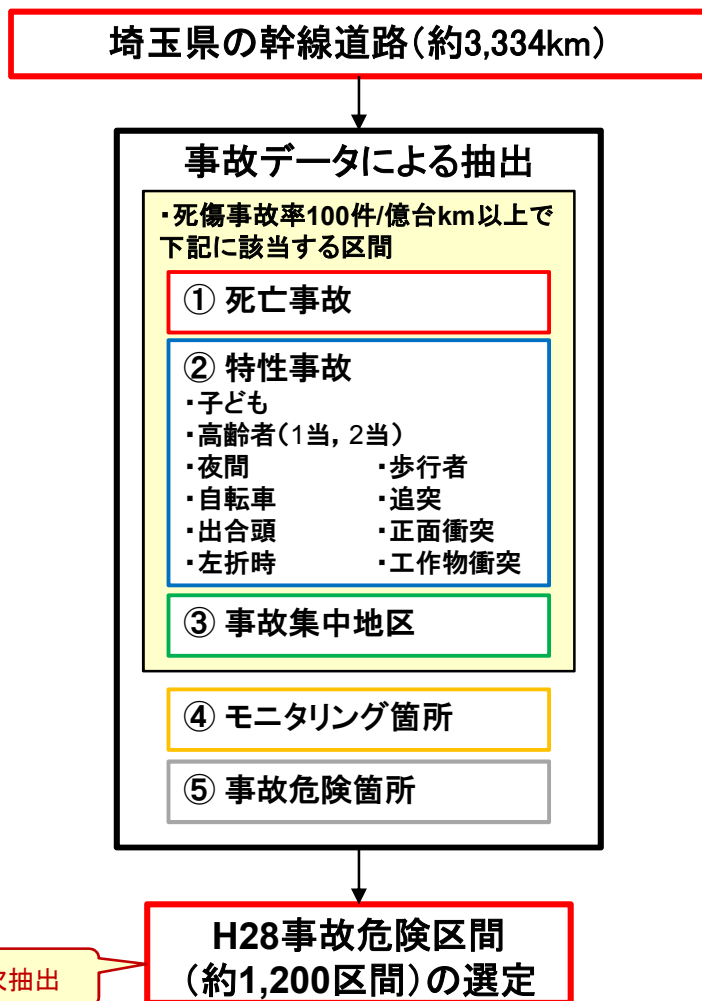 埼玉県の幹線道路（約3,334km）
事故データによる抽出
・死傷事故率100件/億台km以上で
下記に該当する区間
① 死亡事故
② 特性事故
・子ども
・高齢者（1当, 2当）
・夜間　・歩行者
・自転車　・追突
・出合頭　・正面衝突
・左折時　・工作物衝突
③ 事故集中地区
④ モニタリング箇所
⑤ 事故危険箇所
H28事故危険区間
（約1,200区間）の選定
抽出